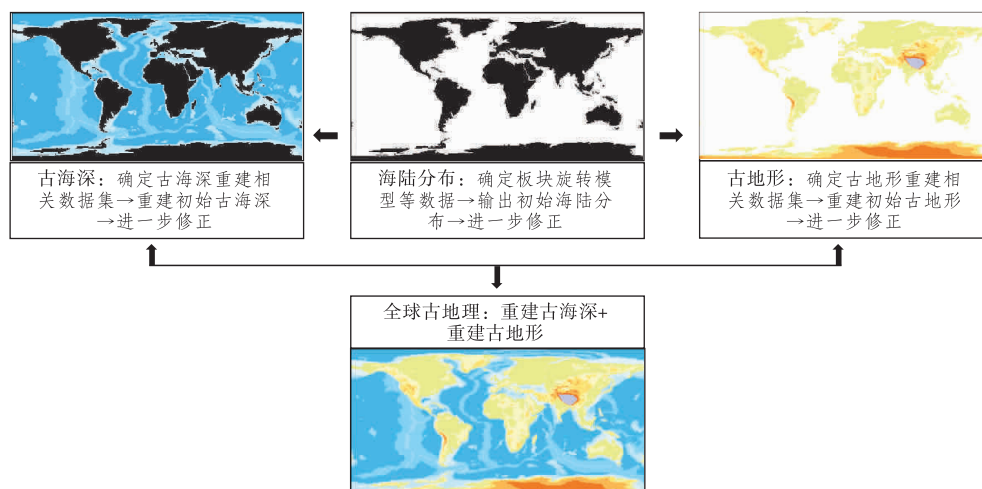 古海深：确定古海深重建相
关数据集→重建初始古海深
→进一步修正
海陆分布：确定板块旋转模
型等数据→输出初始海陆分
布→进一步修正
古地形：确定古地形重建相
关数据集→重建初始古地形
→进一步修正
全球古地理：重建古海深+
重建古地形